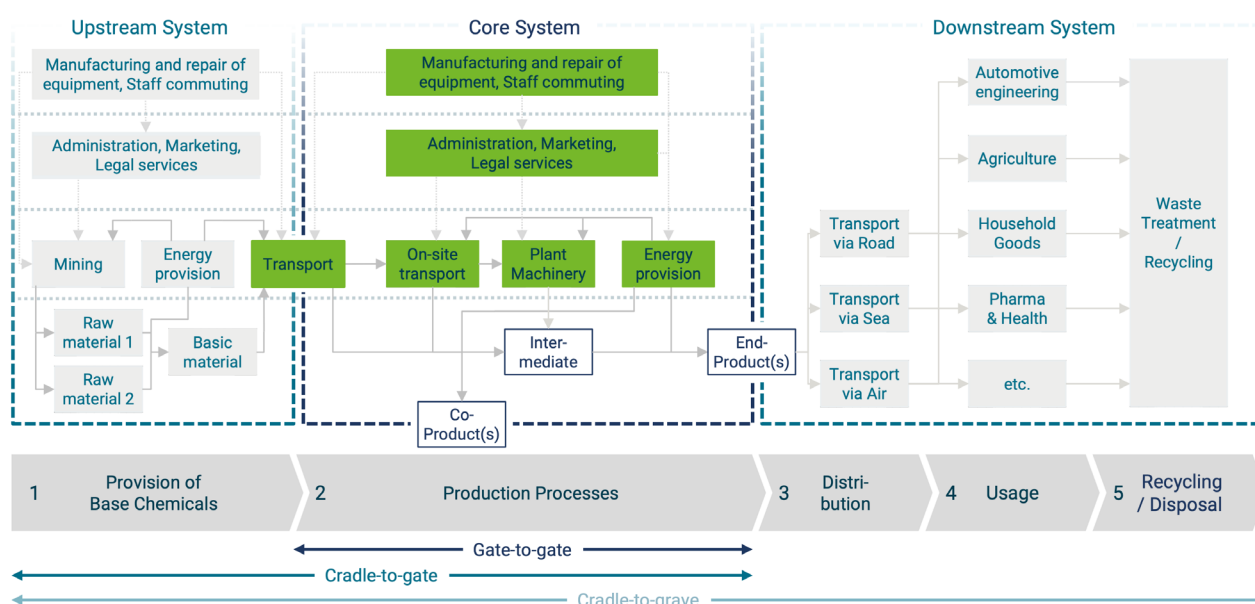 Upstream System
Core System
Downstream System
Manufacturing and repair of
equipment, Staff commuting
Manufacturing and repair of
equipment, Staff commuting
Automotive
engineering
Administration, Marketing,
Legal services
Administration, Marketing,
Legal services
Agriculture
Mining
Energy
provision
Transport
On-site
transport
Plant
Machinery
Energy
provision
Transport
via Road
Household
Goods
Waste
Treatment
/
Recycling
Raw
material 1
Basic
material
Raw
material 2
Inter-
mediate
End-
Product(s)
Co-
Product(s)
Transport
via Sea
Pharma
& Health
Transport
via Air
etc.
1
Provision of
Base Chemicals
2
Production Processes
3
Distri-
bution
4
Usage
5
Recycling
/ Disposal
Gate-to-gate
Cradle-to-gate
Cradle-to-grave